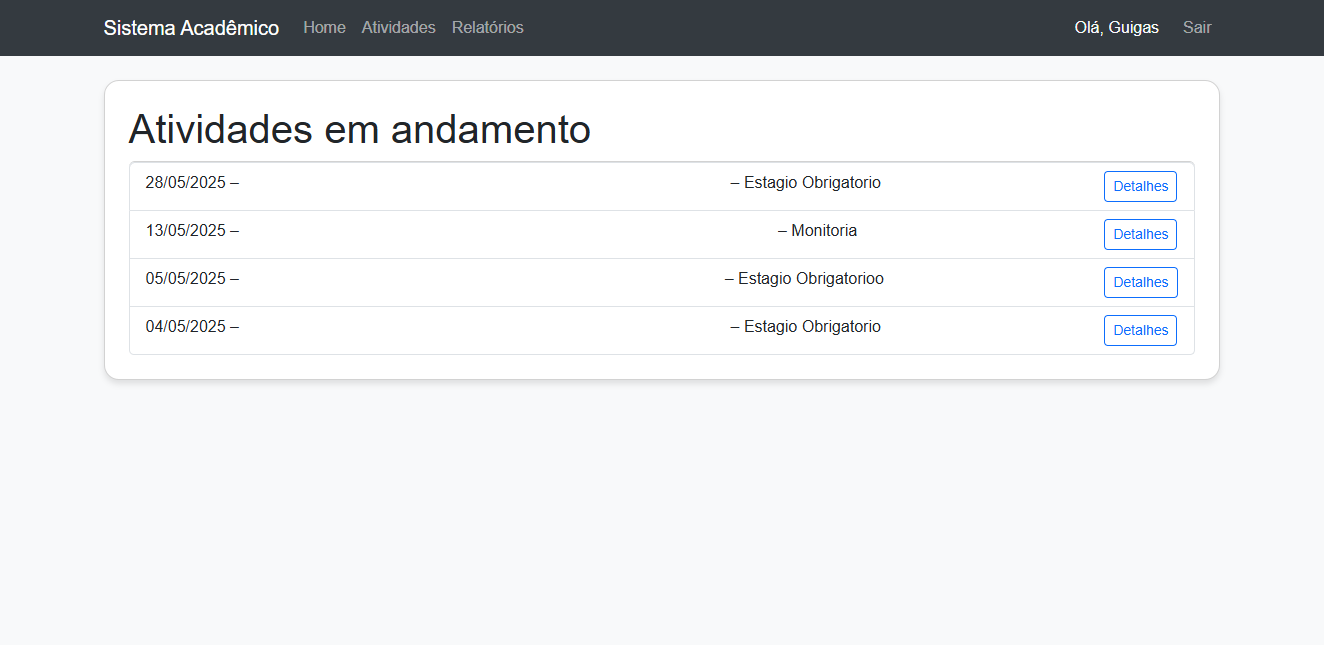 Sistema Acadêmico Home Atividades Relatórios Olá, Guigas Sair
Atividades em andamento
28/05/2025 – – Estagio Obrigatorio Detalhes
13/05/2025 – – Monitoria Detalhes
05/05/2025 – – Estagio Obrigatorioo Detalhes
04/05/2025 – – Estagio Obrigatorio Detalhes